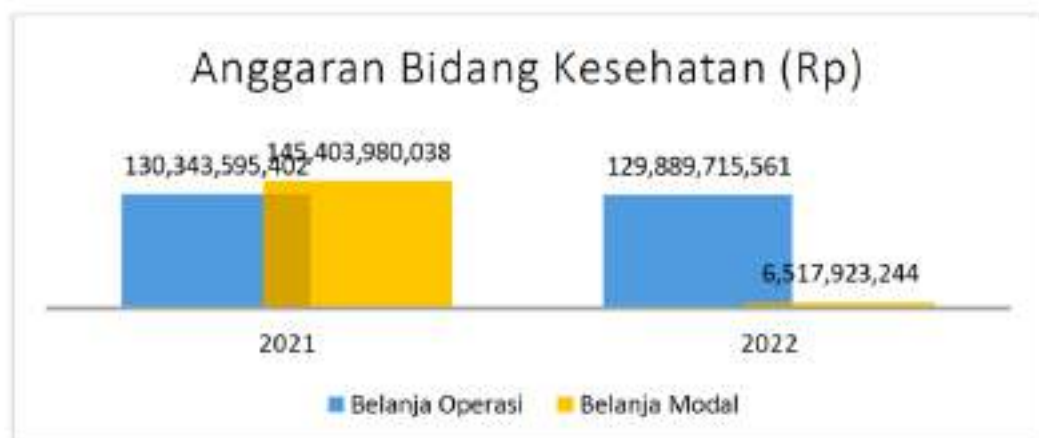 Anggaran Bidang Kesehatan (Rp)
130,343,595,402
145,403,980,038
129,889,715,561
6,517,923,244
2021
2022
Belanja Operasi
Belanja Modal